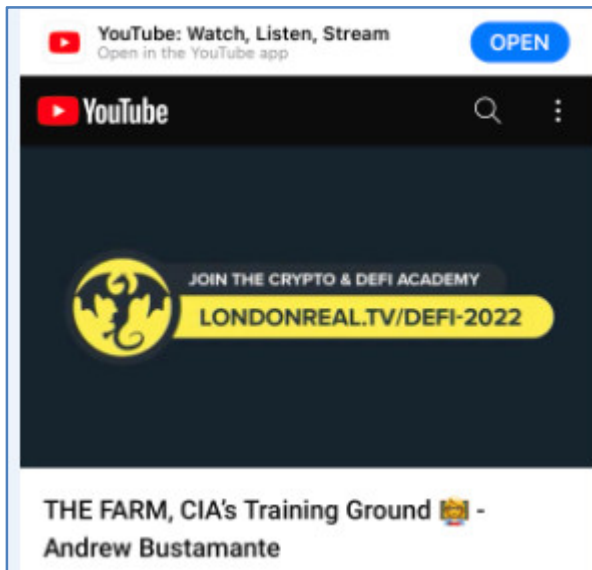 YouTube: Watch, Listen, Stream
Open in the YouTube app
OPEN
YouTube
JOIN THE CRYPTO & DEFI ACADEMY
LONDONREAL.TV/DEFI-2022
THE FARM, CIA's Training Ground 👩‍🌾 -
Andrew Bustamante